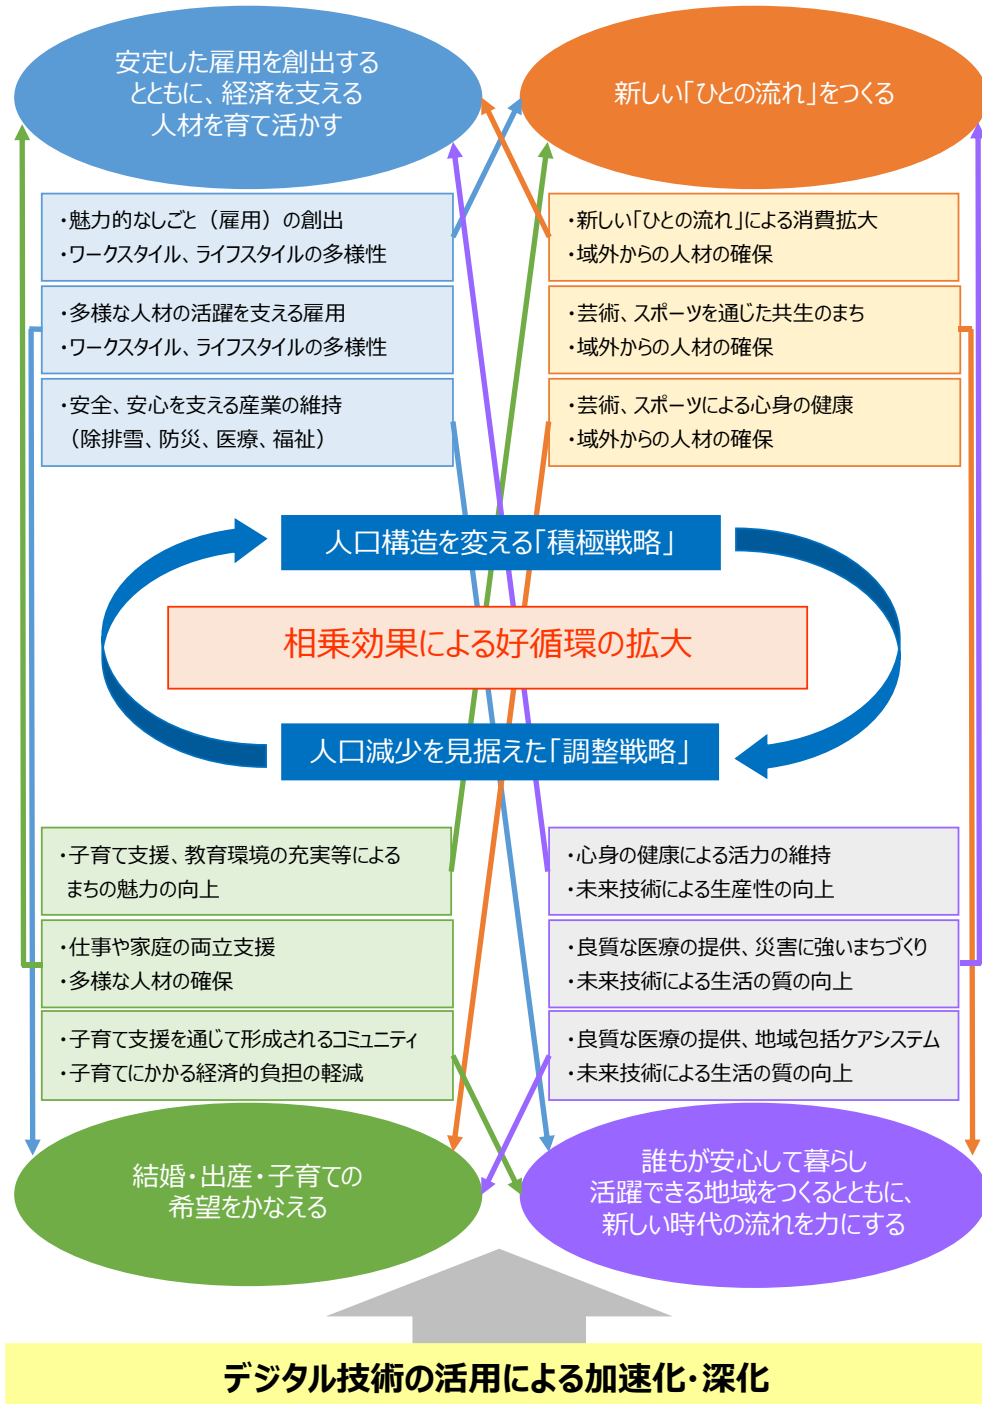 安定した雇用を創出する
とともに、経済を支える
人材を育て活かす
新しい「ひとの流れ」をつくる
・魅力的なしごと（雇用）の創出
・ワークスタイル、ライフスタイルの多様性
・多様な人材の活躍を支える雇用
・ワークスタイル、ライフスタイルの多様性
・安全、安心を支える産業の維持
（除排雪、防災、医療、福祉）
・新しい「ひとの流れ」による消費拡大
・域外からの人材の確保
・芸術、スポーツを通じた共生のまち
・域外からの人材の確保
・芸術、スポーツによる心身の健康
・域外からの人材の確保
人口構造を変える「積極戦略」
相乗効果による好循環の拡大
人口減少を見据えた「調整戦略」
・子育て支援、教育環境の充実等による
まちの魅力の向上
・仕事や家庭の両立支援
・多様な人材の確保
・子育て支援を通じて形成されるコミュニティ
・子育てにかかる経済的負担の軽減
・心身の健康による活力の維持
・未来技術による生産性の向上
・良質な医療の提供、災害に強いまちづくり
・未来技術による生活の質の向上
・良質な医療の提供、地域包括ケアシステム
・未来技術による生活の質の向上
結婚・出産・子育ての
希望をかなえる
誰もが安心して暮らし
活躍できる地域をつくるとともに、
新しい時代の流れを力にする
デジタル技術の活用による加速化・深化